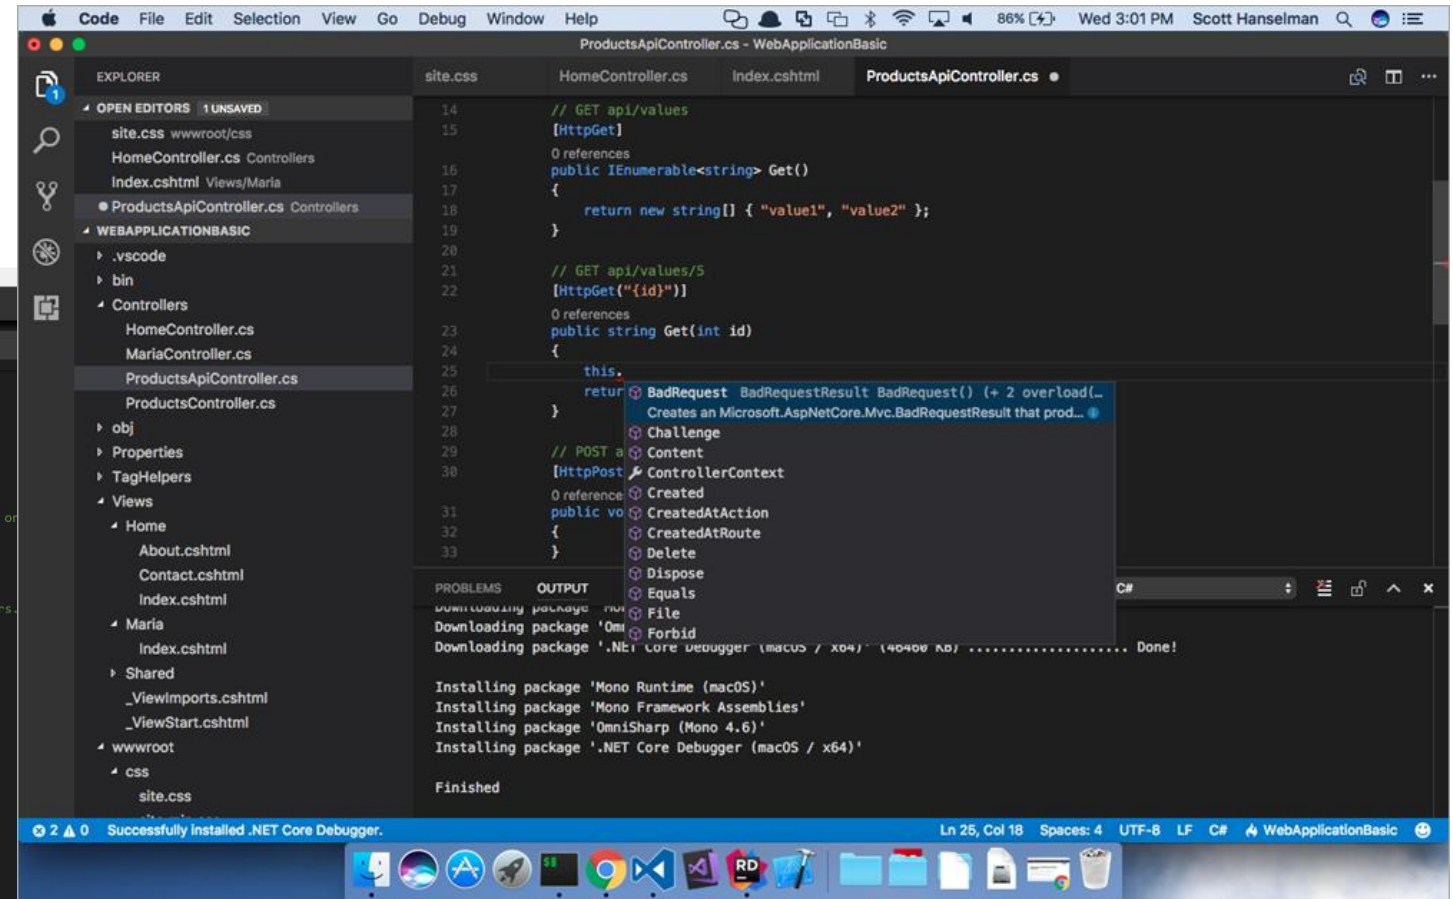 Code File Edit Selection View Go Debug Window Help 86% Wed 3:01 PM Scott Hanselman
ProductsApiController.cs - WebApplicationBasic
EXPLORER
OPEN EDITORS 1 UNSAVED
site.css wwwroot/css
HomeController.cs Controllers
Index.cshtml Views/Maria
ProductsApiController.cs Controllers
WEBAPPLICATIONBASIC
.vscode
bin
Controllers
HomeController.cs
MariaController.cs
ProductsApiController.cs
ProductsController.cs
obj
Properties
TagHelpers
Views
Home
About.cshtml
Contact.cshtml
Index.cshtml
Maria
Index.cshtml
Shared
_ViewImports.cshtml
_ViewStart.cshtml
wwwroot
css
site.css
site.css HomeController.cs Index.cshtml ProductsApiController.cs
14 // GET api/values
15 [HttpGet]
0 references
16 public IEnumerable<string> Get()
17 {
18 return new string[] { "value1", "value2" };
19 }
20
21 // GET api/values/5
22 [HttpGet("{id}")]
0 references
23 public string Get(int id)
24 {
25 this.
26 retur
27 }
28
29 // POST a
30 [HttpPost
0 reference
31 public vo
32 {
33 }
BadRequest BadRequestResult BadRequest() (+ 2 overload(…
Creates an Microsoft.AspNetCore.Mvc.BadRequestResult that prod...
Challenge
Content
ControllerContext
Created
CreatedAtAction
CreatedAtRoute
Delete
Dispose
Equals
File
Forbid
PROBLEMS OUTPUT C#
Downloading package 'Mo
Downloading package 'Om
Downloading package '.NET Core Debugger (macOS / x64)' (46460 KB) .................... Done!
Installing package 'Mono Runtime (macOS)'
Installing package 'Mono Framework Assemblies'
Installing package 'OmniSharp (Mono 4.6)'
Installing package '.NET Core Debugger (macOS / x64)'
Finished
2 0 Successfully installed .NET Core Debugger. Ln 25, Col 18 Spaces: 4 UTF-8 LF C# WebApplicationBasic
RD